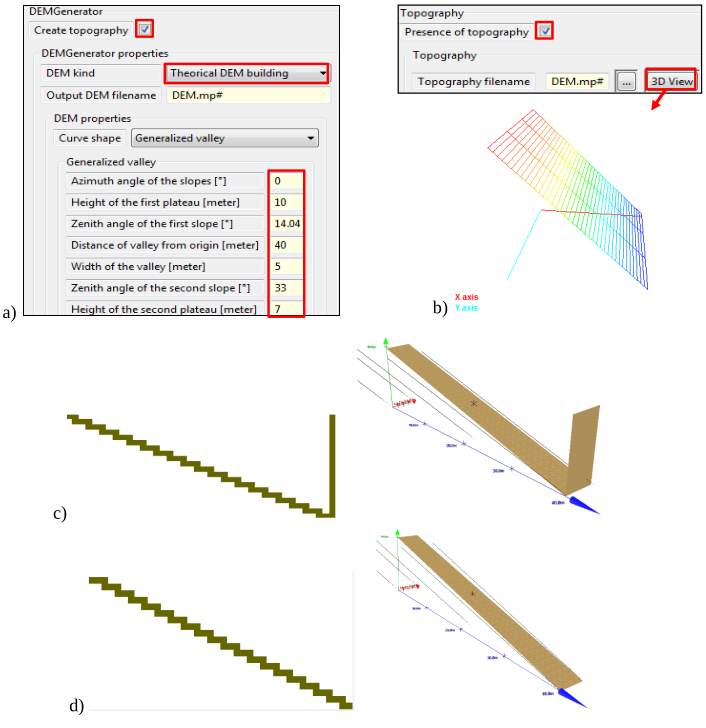 DEMGenerator
Create topography
DEMGenerator properties
DEM kind Theorical DEM building
Output DEM filename DEM.mp#
DEM properties
Curve shape Generalized valley
Generalized valley
Azimuth angle of the slopes [°] 0
Height of the first plateau [meter] 10
Zenith angle of the first slope [°] 14.04
Distance of valley from origin [meter] 40
Width of the valley [meter] 5
Zenith angle of the second slope [°] 33
Height of the second plateau [meter] 7
a)
Topography
Presence of topography
Topography
Topography filename DEM.mp# ... 3D View
b)
X axis
Y axis
c)
40.0m
d)
40.0m